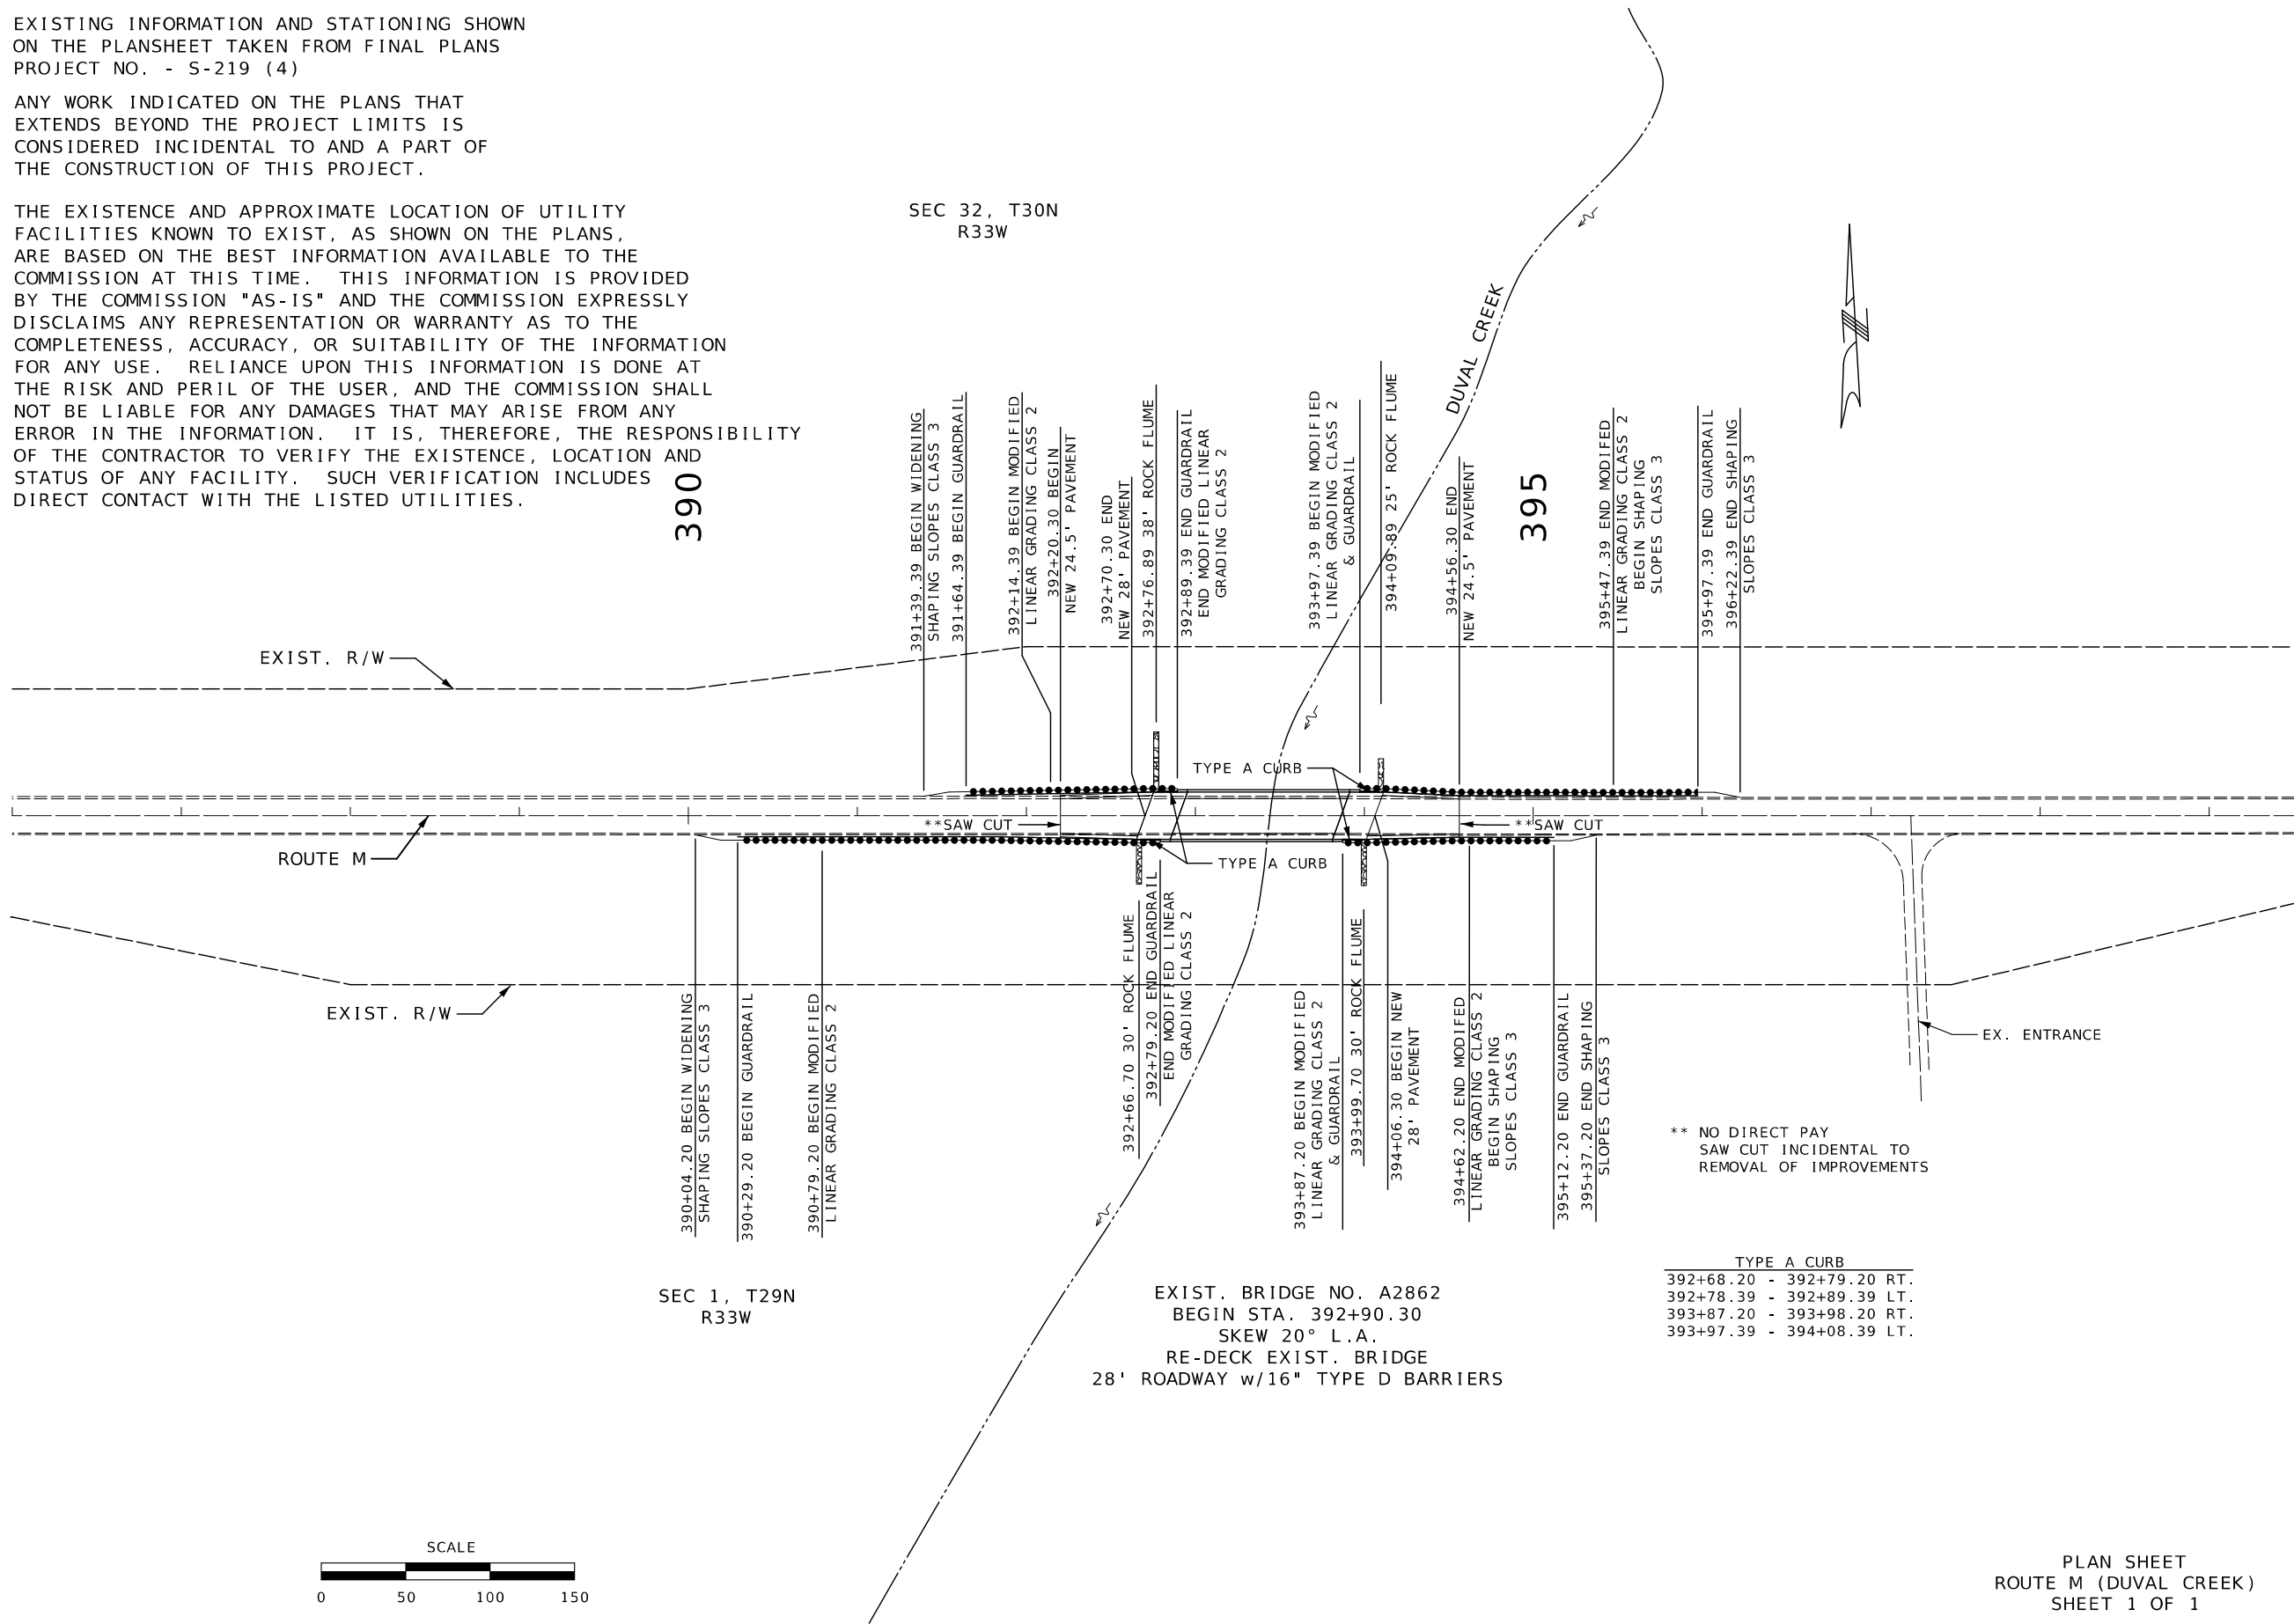 EXISTING INFORMATION AND STATIONING SHOWN
ON THE PLANSHEET TAKEN FROM FINAL PLANS
PROJECT NO. - S-219 (4)
ANY WORK INDICATED ON THE PLANS THAT
EXTENDS BEYOND THE PROJECT LIMITS IS
CONSIDERED INCIDENTAL TO AND A PART OF
THE CONSTRUCTION OF THIS PROJECT.
THE EXISTENCE AND APPROXIMATE LOCATION OF UTILITY
FACILITIES KNOWN TO EXIST, AS SHOWN ON THE PLANS,
ARE BASED ON THE BEST INFORMATION AVAILABLE TO THE
COMMISSION AT THIS TIME. THIS INFORMATION IS PROVIDED
BY THE COMMISSION "AS-IS" AND THE COMMISSION EXPRESSLY
DISCLAIMS ANY REPRESENTATION OR WARRANTY AS TO THE
COMPLETENESS, ACCURACY, OR SUITABILITY OF THE INFORMATION
FOR ANY USE. RELIANCE UPON THIS INFORMATION IS DONE AT
THE RISK AND PERIL OF THE USER, AND THE COMMISSION SHALL
NOT BE LIABLE FOR ANY DAMAGES THAT MAY ARISE FROM ANY
ERROR IN THE INFORMATION. IT IS, THEREFORE, THE RESPONSIBILITY
OF THE CONTRACTOR TO VERIFY THE EXISTENCE, LOCATION AND
STATUS OF ANY FACILITY. SUCH VERIFICATION INCLUDES
DIRECT CONTACT WITH THE LISTED UTILITIES.
SEC 32, T30N
R33W
DUVAL CREEK
390
391+39.39 BEGIN WIDENING
SHAPING SLOPES CLASS 3
391+64.39 BEGIN GUARDRAIL
392+14.39 BEGIN MODIFIED
LINEAR GRADING CLASS 2
392+20.30 BEGIN
NEW 24.5' PAVEMENT
392+70.30 END
NEW 28' PAVEMENT
392+76.89 38' ROCK FLUME
392+89.39 END GUARDRAIL
END MODIFIED LINEAR
GRADING CLASS 2
393+97.39 BEGIN MODIFIED
LINEAR GRADING CLASS 2
& GUARDRAIL
394+09.89 25' ROCK FLUME
394+56.30 END
NEW 24.5' PAVEMENT
395
395+47.39 END MODIFED
LINEAR GRADING CLASS 2
BEGIN SHAPING
SLOPES CLASS 3
395+97.39 END GUARDRAIL
396+22.39 END SHAPING
SLOPES CLASS 3
EXIST. R/W
TYPE A CURB
**SAW CUT
**SAW CUT
ROUTE M
TYPE A CURB
EXIST. R/W
390+04.20 BEGIN WIDENING
SHAPING SLOPES CLASS 3
390+29.20 BEGIN GUARDRAIL
390+79.20 BEGIN MODIFIED
LINEAR GRADING CLASS 2
392+66.70 30' ROCK FLUME
392+79.20 END GUARDRAIL
END MODIFIED LINEAR
GRADING CLASS 2
393+87.20 BEGIN MODIFIED
LINEAR GRADING CLASS 2
& GUARDRAIL
393+99.70 30' ROCK FLUME
394+06.30 BEGIN NEW
28' PAVEMENT
394+62.20 END MODIFED
LINEAR GRADING CLASS 2
BEGIN SHAPING
SLOPES CLASS 3
395+12.20 END GUARDRAIL
395+37.20 END SHAPING
SLOPES CLASS 3
EX. ENTRANCE
** NO DIRECT PAY
SAW CUT INCIDENTAL TO
REMOVAL OF IMPROVEMENTS
TYPE A CURB
392+68.20 - 392+79.20 RT.
392+78.39 - 392+89.39 LT.
393+87.20 - 393+98.20 RT.
393+97.39 - 394+08.39 LT.
SEC 1, T29N
R33W
EXIST. BRIDGE NO. A2862
BEGIN STA. 392+90.30
SKEW 20° L.A.
RE-DECK EXIST. BRIDGE
28' ROADWAY w/16" TYPE D BARRIERS
SCALE
0 50 100 150
PLAN SHEET
ROUTE M (DUVAL CREEK)
SHEET 1 OF 1